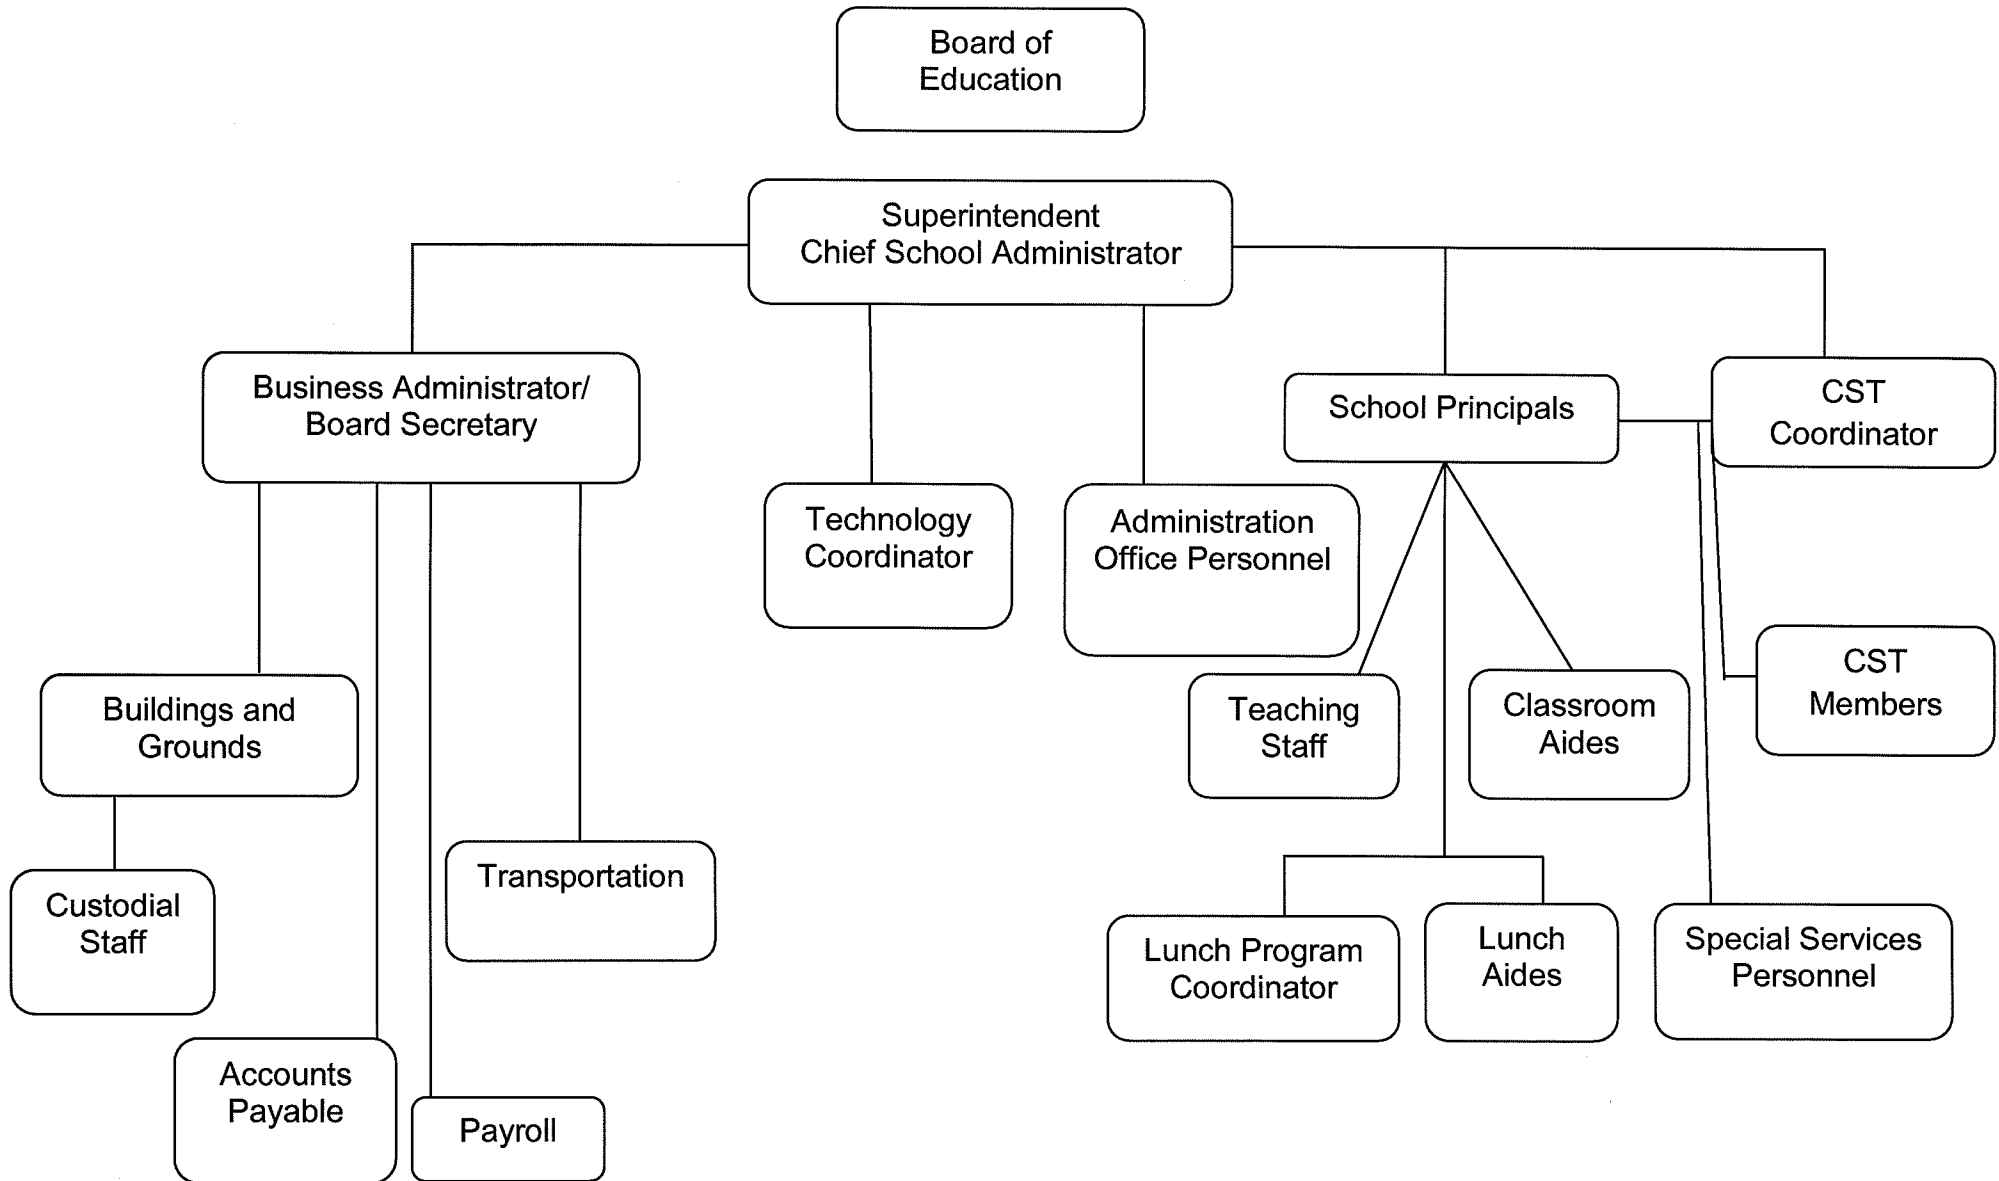 Board of
Education
Superintendent
Chief School Administrator
Business Administrator/
Board Secretary
School Principals
CST
Coordinator
Technology
Coordinator
Administration
Office Personnel
Buildings and
Grounds
Teaching
Staff
Classroom
Aides
CST
Members
Custodial
Staff
Transportation
Lunch Program
Coordinator
Lunch
Aides
Special Services
Personnel
Accounts
Payable
Payroll